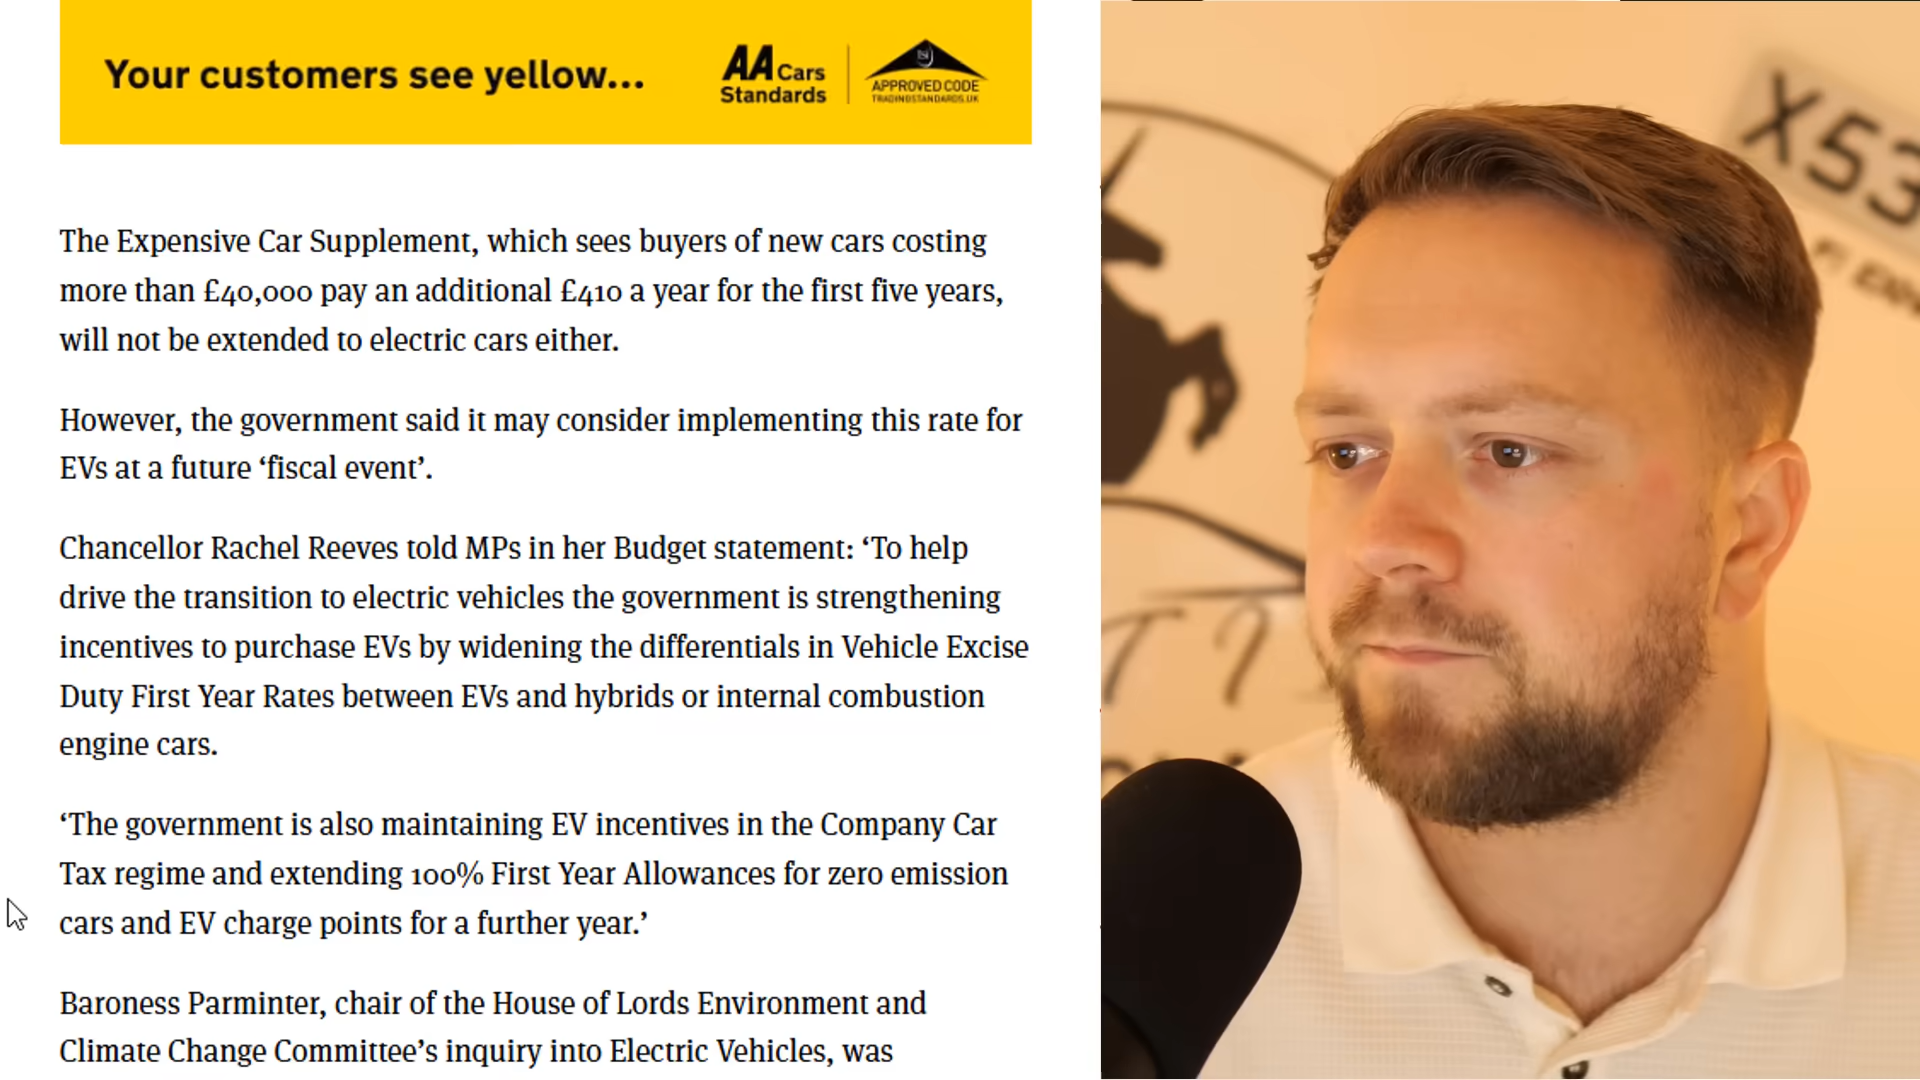 Your customers see yellow...
AA Cars
Standards
APPROVED CODE
TRADINGSTANDARDS.UK
The Expensive Car Supplement, which sees buyers of new cars costing
more than £40,000 pay an additional £410 a year for the first five years,
will not be extended to electric cars either.
However, the government said it may consider implementing this rate for
EVs at a future ‘fiscal event’.
Chancellor Rachel Reeves told MPs in her Budget statement: ‘To help
drive the transition to electric vehicles the government is strengthening
incentives to purchase EVs by widening the differentials in Vehicle Excise
Duty First Year Rates between EVs and hybrids or internal combustion
engine cars.
‘The government is also maintaining EV incentives in the Company Car
Tax regime and extending 100% First Year Allowances for zero emission
cars and EV charge points for a further year.’
Baroness Parminter, chair of the House of Lords Environment and
Climate Change Committee’s inquiry into Electric Vehicles, was
X53